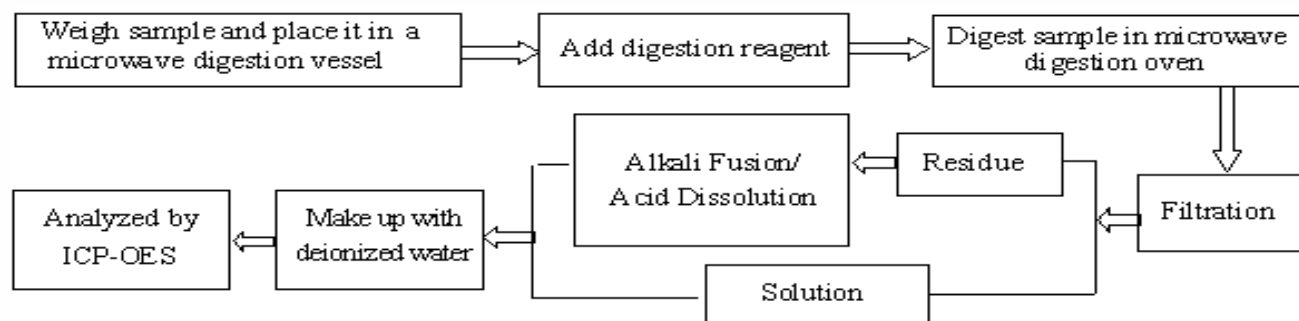 Weigh sample and place it in a
microwave digestion vessel
Add digestion reagent
Digest sample in microwave
digestion oven
Filtration
Residue
Alkali Fusion/
Acid Dissolution
Solution
Make up with
deionized water
Analyzed by
ICP-OES